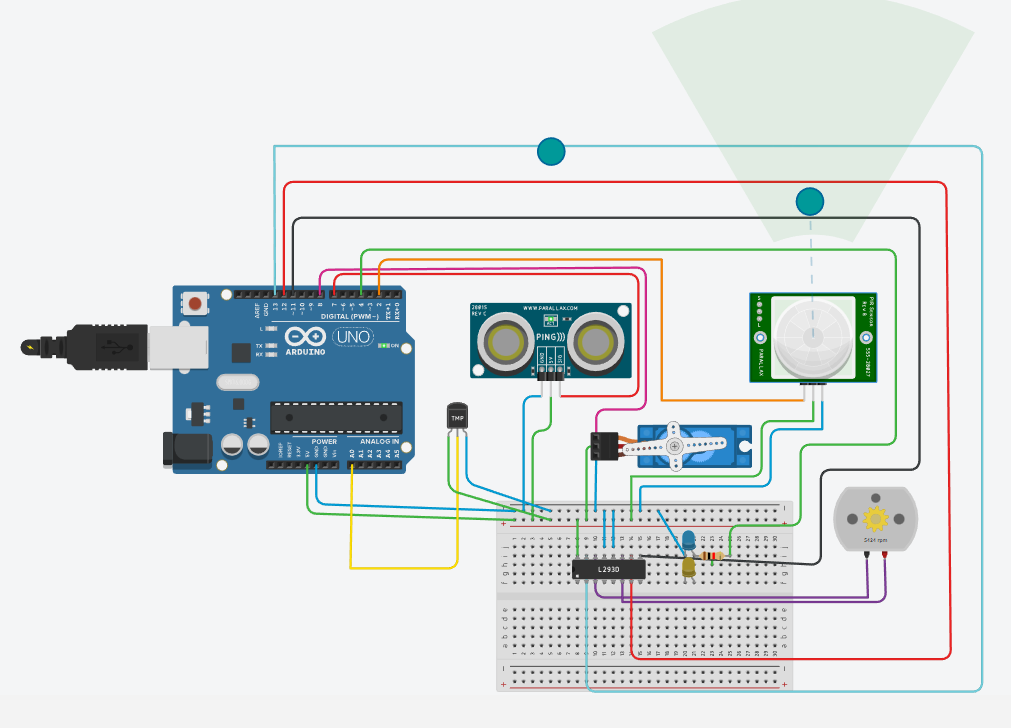 28015
REV C
WWW.PARALLAX.COM
PING)))
GND
5V
SIG
AREF
GND
13
12
~11
~10
~9
8
7
~6
~5
4
~3
2
TX→1
RX←0
DIGITAL (PWM~)
L
TX
RX
ARDUINO
UNO
ON
POWER
ANALOG IN
IOREF
RESET
3.3V
5V
GND
GND
Vin
A0
A1
A2
A3
A4
A5
TMP
PIR Sensor
Rev B
555-28027
PARALLAX
L293D
5424 rpm